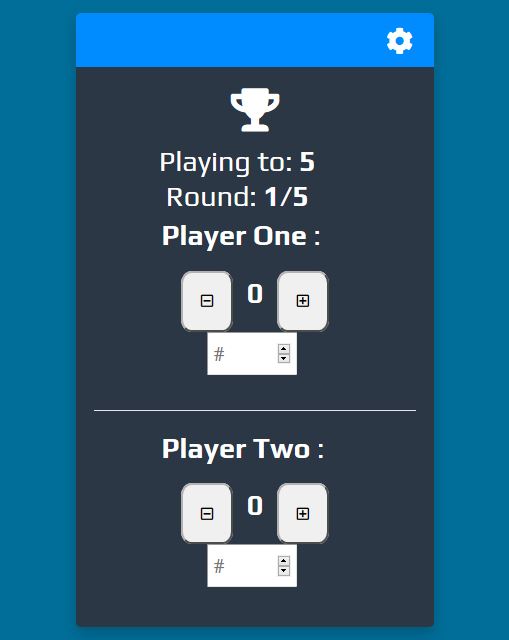 Playing to: 5
Round: 1/5
Player One :
⊟ 0 ⊞
#
Player Two :
⊟ 0 ⊞
#